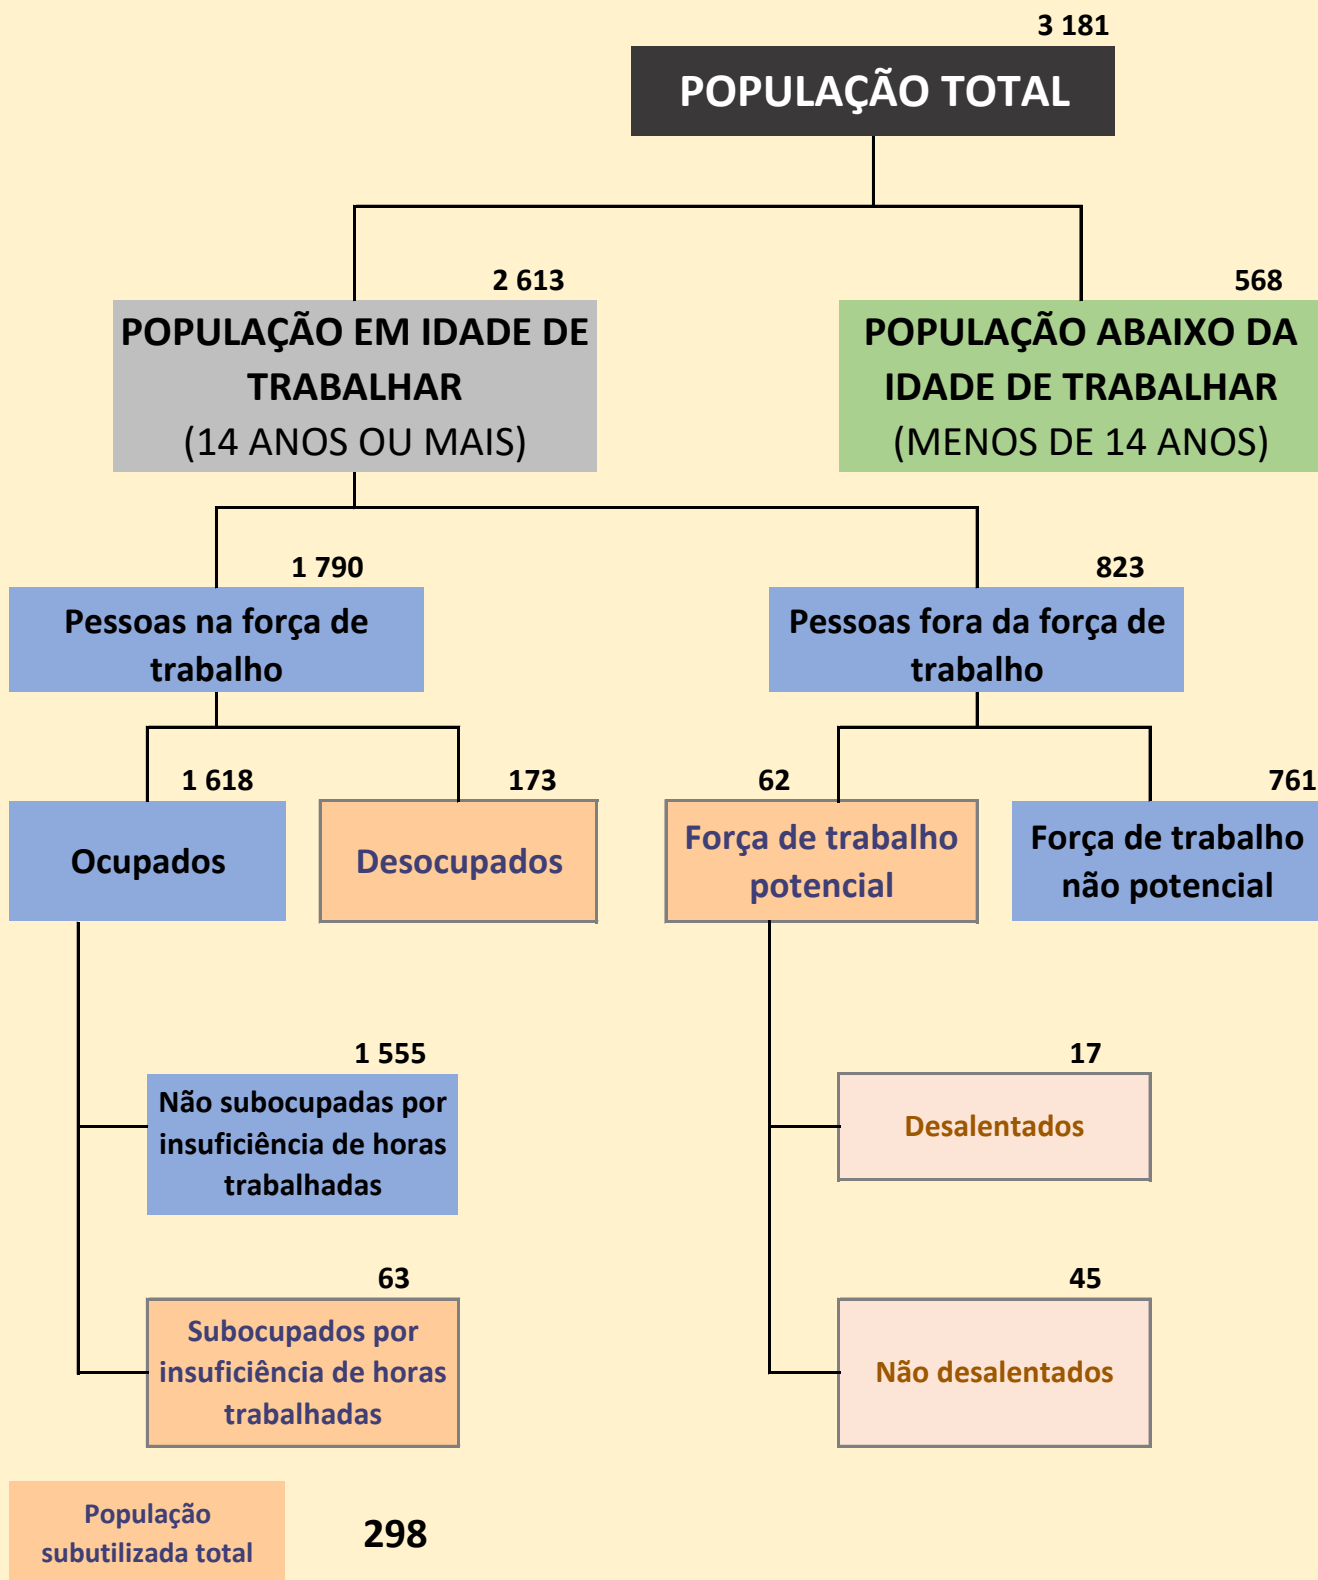 3 181
POPULAÇÃO TOTAL
2 613
POPULAÇÃO EM IDADE DE
TRABALHAR
(14 ANOS OU MAIS)
568
POPULAÇÃO ABAIXO DA
IDADE DE TRABALHAR
(MENOS DE 14 ANOS)
1 790
Pessoas na força de
trabalho
823
Pessoas fora da força de
trabalho
1 618
Ocupados
173
Desocupados
62
Força de trabalho
potencial
761
Força de trabalho
não potencial
1 555
Não subocupadas por
insuficiência de horas
trabalhadas
17
Desalentados
63
Subocupados por
insuficiência de horas
trabalhadas
45
Não desalentados
População
subutilizada total
298